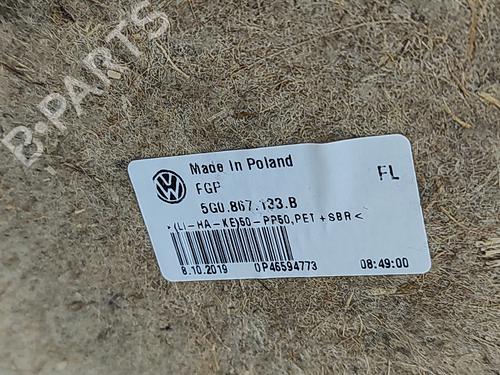 B-PARTS
Made In Poland
FGP
5G0.867.133.B
FL
>(LI-HA-KE)50-PP50,PET+SBR<
8.10.2019
0P46594773
08:49:00